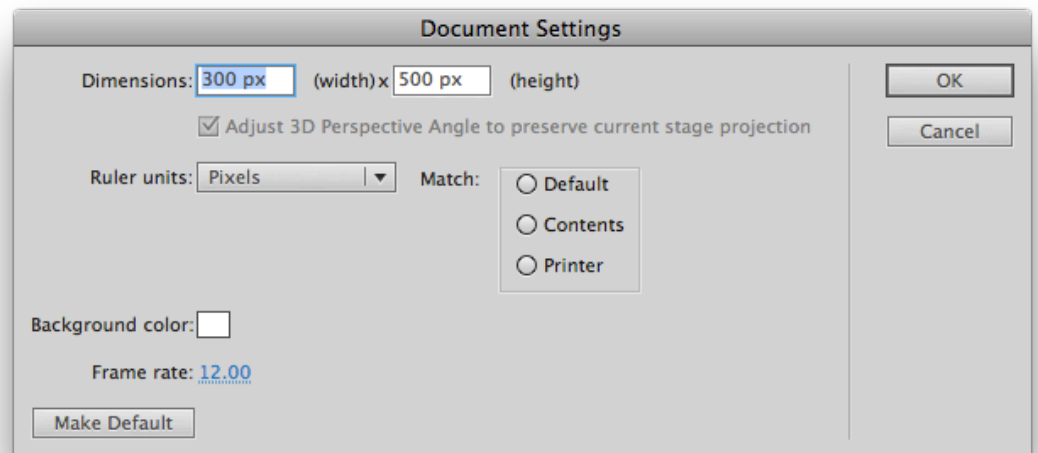 Document Settings
Dimensions: 300 px (width) x 500 px (height) OK
Adjust 3D Perspective Angle to preserve current stage projection
Cancel
Ruler units: Pixels Match: Default
Contents
Printer
Background color:
Frame rate: 12.00
Make Default